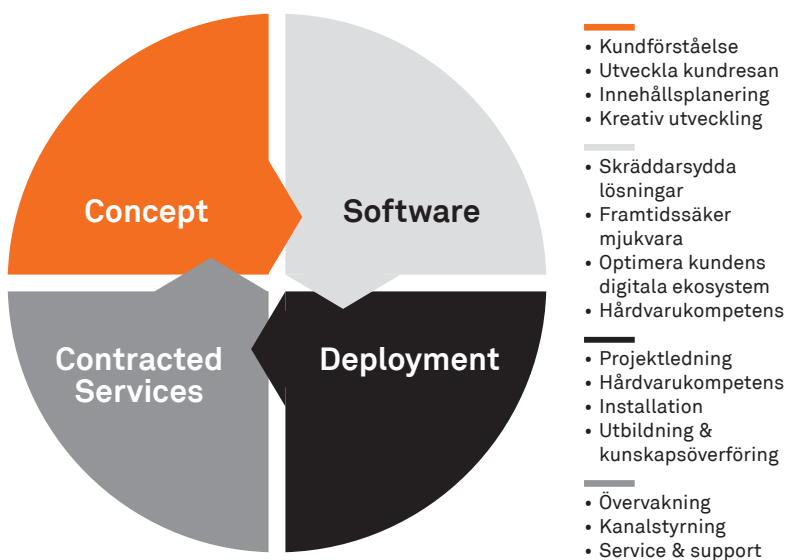 Concept
Software
Contracted
Services
Deployment
• Kundförståelse
• Utveckla kundresan
• Innehållsplanering
• Kreativ utveckling
• Skräddarsydda
lösningar
• Framtidssäker
mjukvara
• Optimera kundens
digitala ekosystem
• Hårdvarukompetens
• Projektledning
• Hårdvarukompetens
• Installation
• Utbildning &
kunskapsöverföring
• Övervakning
• Kanalstyrning
• Service & support